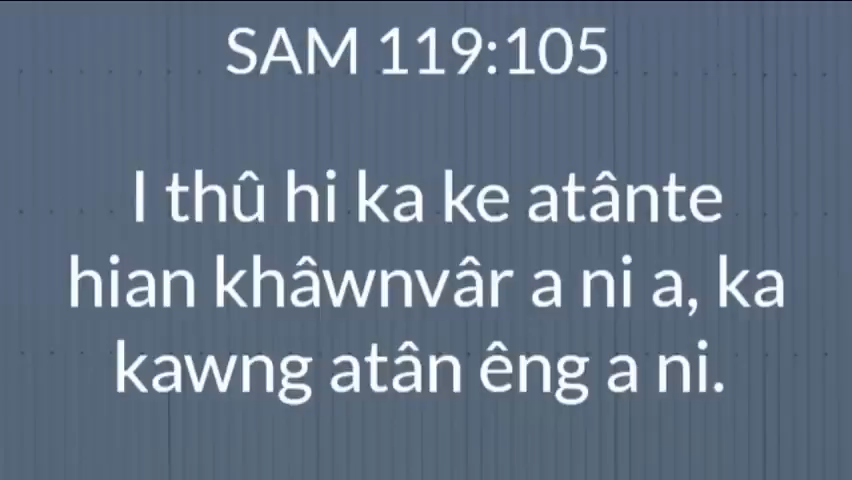 SAM 119:105
I thû hi ka ke atânte
hian khâwnvâr a ni a, ka
kawng atân êng a ni.